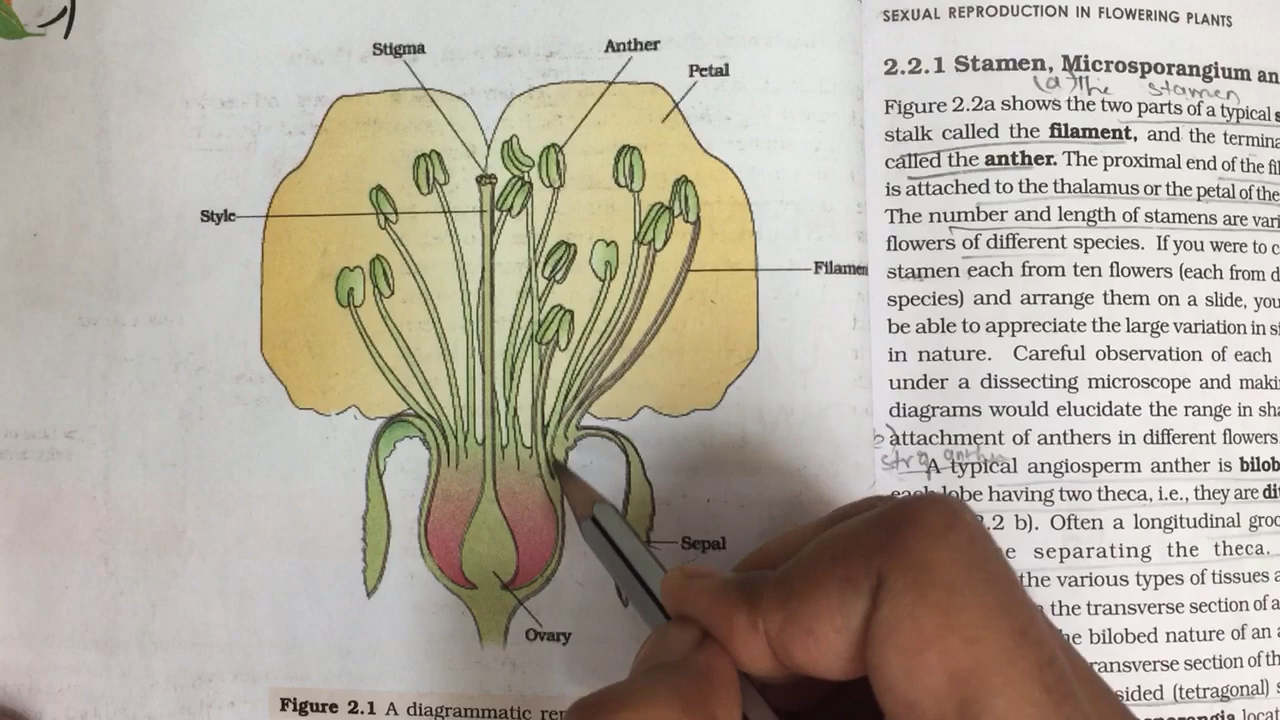 Stigma
Anther
Petal
Style
Filamen
Sepal
Ovary
Figure 2.1 A diagrammatic rep
SEXUAL REPRODUCTION IN FLOWERING PLANTS
2.2.1 Stamen, Microsporangium an
(a) The stamen
Figure 2.2a shows the two parts of a typical s
stalk called the filament, and the termina
called the anther. The proximal end of the fil
is attached to the thalamus or the petal of the
The number and length of stamens are vari
flowers of different species. If you were to c
stamen each from ten flowers (each from d
species) and arrange them on a slide, you
be able to appreciate the large variation in si
in nature. Careful observation of each
under a dissecting microscope and maki
diagrams would elucidate the range in sha
attachment of anthers in different flowers.
b)
A typical angiosperm anther is bilob
each lobe having two theca, i.e., they are dit
.2 b). Often a longitudinal groo
e separating the theca.
the various types of tissues a
the transverse section of a
he bilobed nature of an a
ransverse section of th
sided (tetragonal) s
locat